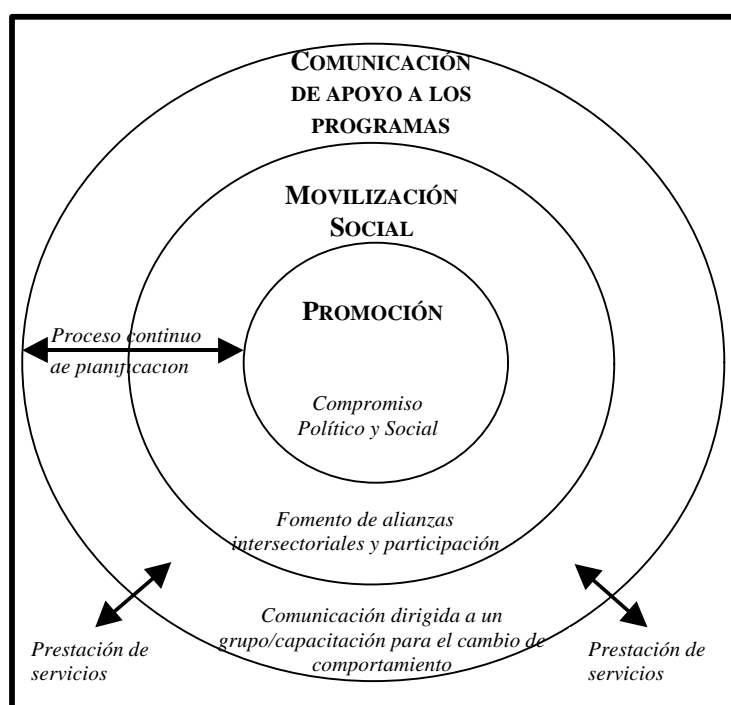 COMUNICACIÓN
DE APOYO A LOS
PROGRAMAS
MOVILIZACIÓN
SOCIAL
PROMOCIÓN
Proceso continuo
de planificación
Compromiso
Político y Social
Fomento de alianzas
intersectoriales y participación
Comunicación dirigida a un
grupo/capacitación para el cambio de
comportamiento
Prestación de
servicios
Prestación de
servicios